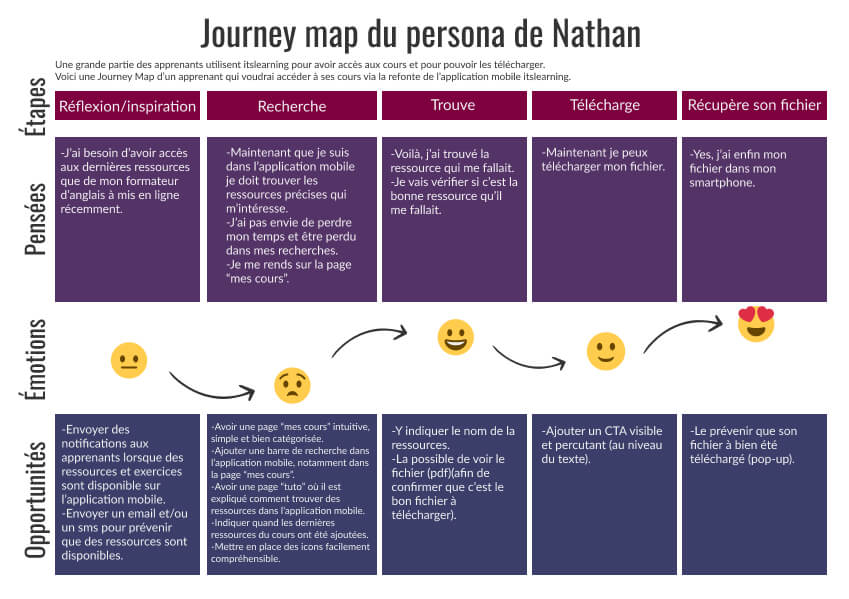 Journey map du persona de Nathan
Une grande partie des apprenants utilisent itslearning pour avoir accès aux cours et pour pouvoir les télécharger.
Voici une Journey Map d'un apprenant qui voudrai accéder à ses cours via la refonte de l'application mobile itslearning.
Étapes
Réflexion/inspiration
Recherche
Trouve
Télécharge
Récupère son fichier
Pensées
-J'ai besoin d'avoir accès
aux dernières ressources
que de mon formateur
d'anglais à mis en ligne
récemment.
-Maintenant que je suis
dans l'application mobile
je doit trouver les
ressources précises qui
m'intéresse.
-J'ai pas envie de perdre
mon temps et être perdu
dans mes recherches.
-Je me rends sur la page
“mes cours”.
-Voilà, j'ai trouvé la
ressource qui me fallait.
-Je vais vérifier si c'est la
bonne ressource qu'il
me fallait.
-Maintenant je peux
télécharger mon fichier.
-Yes, j'ai enfin mon
fichier dans mon
smartphone.
Émotions
Opportunités
-Envoyer des
notifications aux
apprenants lorsque des
ressources et exercices
sont disponible sur
l'application mobile.
-Envoyer un email et/ou
un sms pour prévenir
que des ressources sont
disponibles.
-Avoir une page “mes cours” intuitive,
simple et bien catégorisée.
-Ajouter une barre de recherche dans
l'application mobile, notamment dans
la page “mes cours”.
-Avoir une page “tuto” où il est
expliqué comment trouver des
ressources dans l'application mobile.
-Indiquer quand les dernières
ressources du cours ont été ajoutées.
-Mettre en place des icons facilement
compréhensible.
-Y indiquer le nom de la
ressources.
-La possible de voir le
fichier (pdf)(afin de
confirmer que c'est le
bon fichier à
télécharger).
-Ajouter un CTA visible
et percutant (au niveau
du texte).
-Le prévenir que son
fichier à bien été
téléchargé (pop-up).